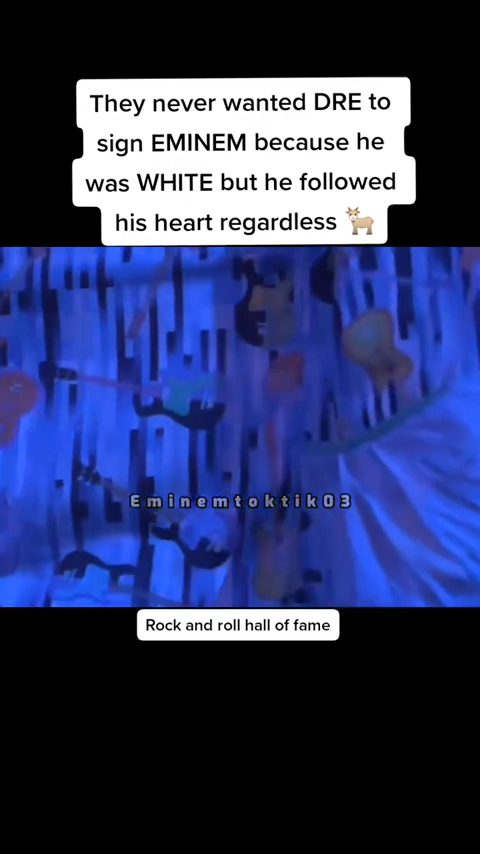 They never wanted DRE to
sign EMINEM because he
was WHITE but he followed
his heart regardless 🐐
Eminemtoktik03
Rock and roll hall of fame